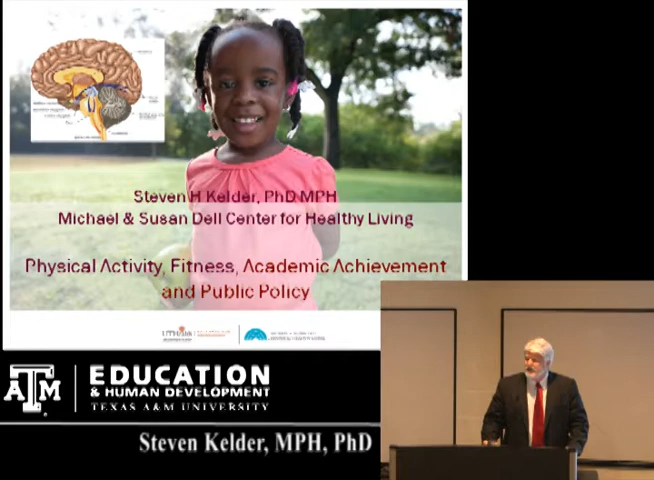 Steven H Kelder, PhD MPH
Michael & Susan Dell Center for Healthy Living
Physical Activity, Fitness, Academic Achievement
and Public Policy
ATM
EDUCATION
& HUMAN DEVELOPMENT
TEXAS A&M UNIVERSITY
Steven Kelder, MPH, PhD